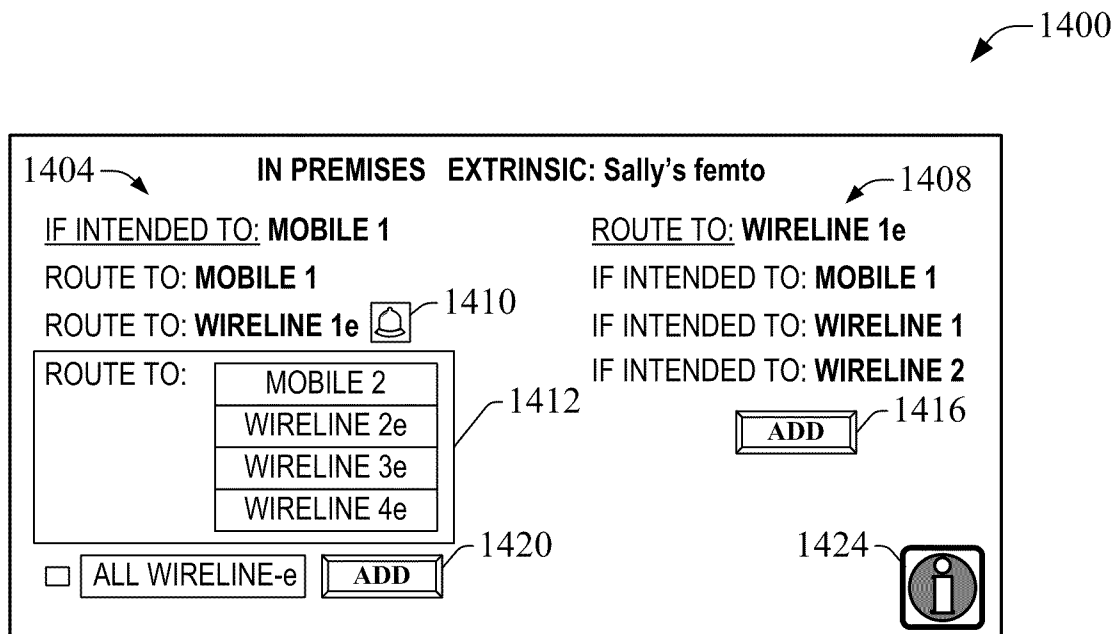 1400
IN PREMISES EXTRINSIC: Sally's femto
1404
1408
IF INTENDED TO: MOBILE 1
ROUTE TO: MOBILE 1
ROUTE TO: WIRELINE 1e
1410
ROUTE TO:
MOBILE 2
WIRELINE 2e
WIRELINE 3e
WIRELINE 4e
1412
ALL WIRELINE-e
ADD
1420
ROUTE TO: WIRELINE 1e
IF INTENDED TO: MOBILE 1
IF INTENDED TO: WIRELINE 1
IF INTENDED TO: WIRELINE 2
ADD
1416
1424
i